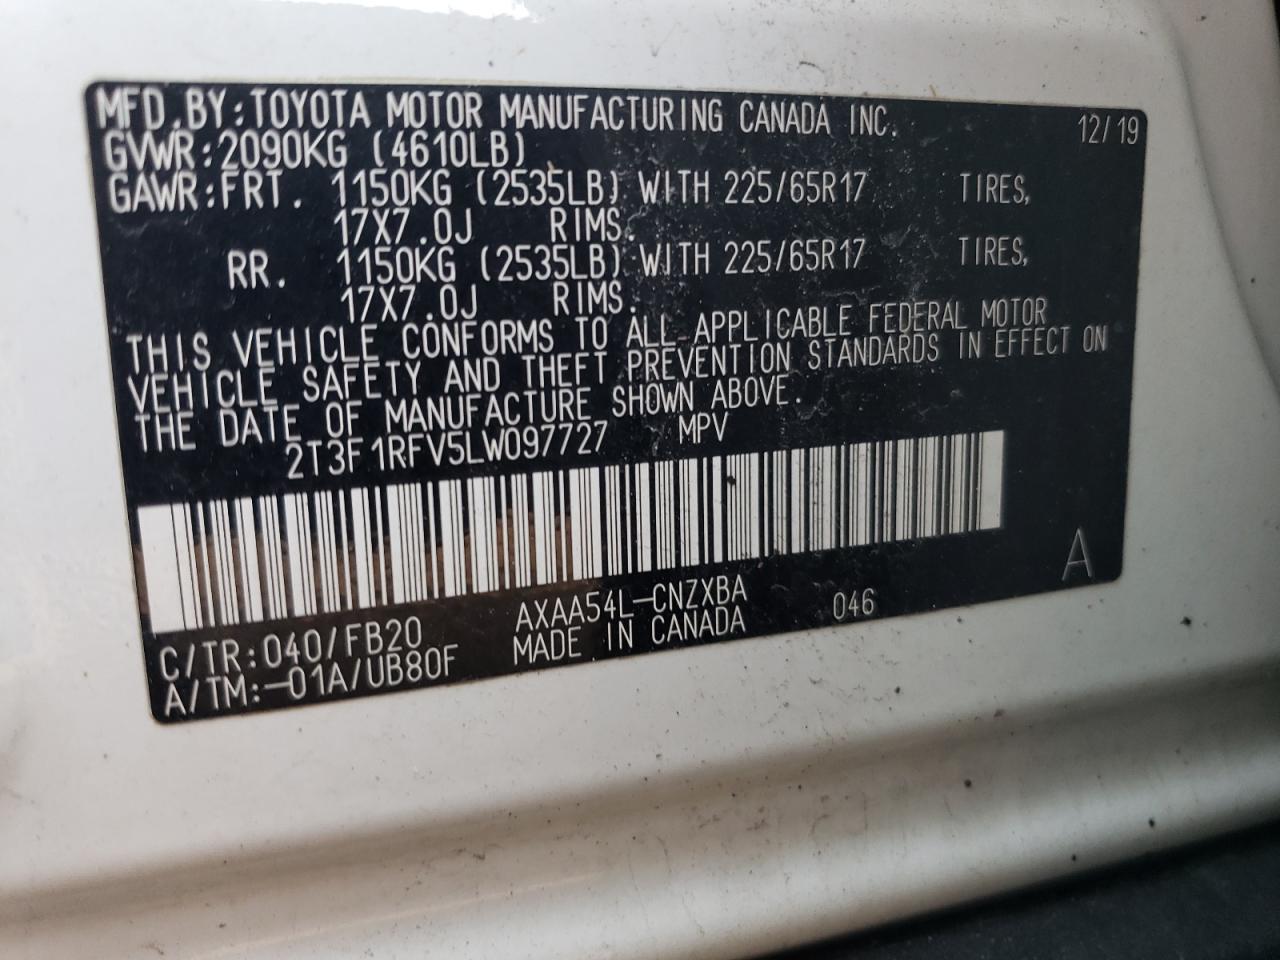 MFD.BY:TOYOTA MOTOR MANUFACTURING CANADA INC. 12/19
GVWR:2090KG (4610LB)
GAWR:FRT. 1150KG (2535LB) WITH 225/65R17 TIRES,
17X7.0J RIMS.
RR. 1150KG (2535LB) WITH 225/65R17 TIRES,
17X7.0J RIMS.
THIS VEHICLE CONFORMS TO ALL APPLICABLE FEDERAL MOTOR
VEHICLE SAFETY AND THEFT PREVENTION STANDARDS IN EFFECT ON
THE DATE OF MANUFACTURE SHOWN ABOVE.
2T3F1RFV5LW097727 MPV
A
C/TR:040/FB20 AXAA54L-CNZXBA 046
A/TM:-01A/UB80F MADE IN CANADA